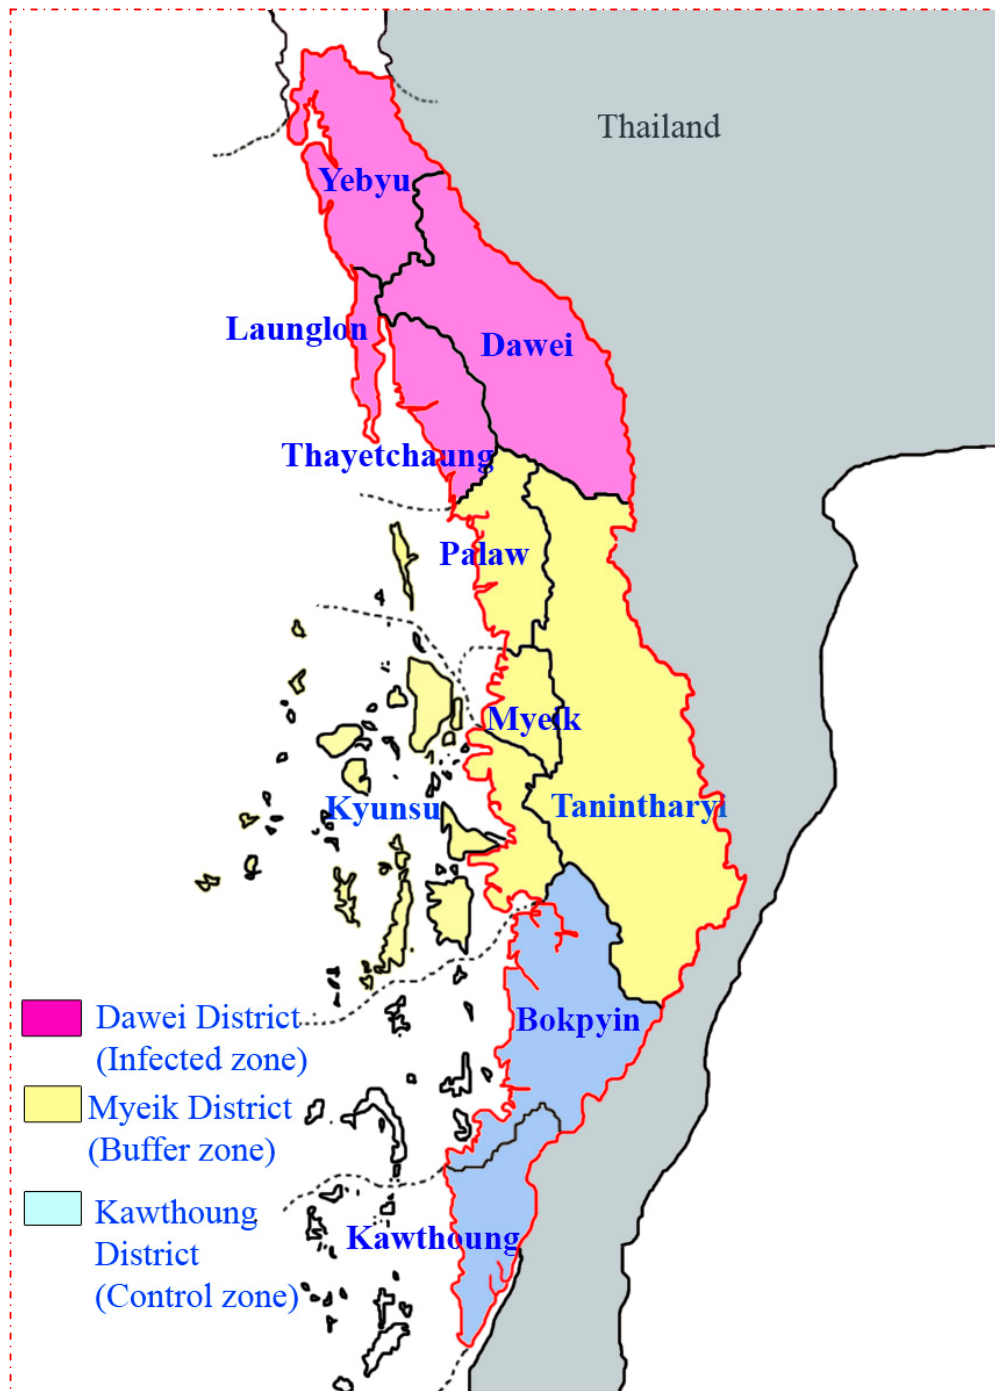 Thailand
Yebyu
Launglon
Dawei
Thayetchaung
Palaw
Myeik
Kyunsu
Tanintharyi
Bokpyin
Kawthoung
Dawei District
(Infected zone)
Myeik District
(Buffer zone)
Kawthoung
District
(Control zone)